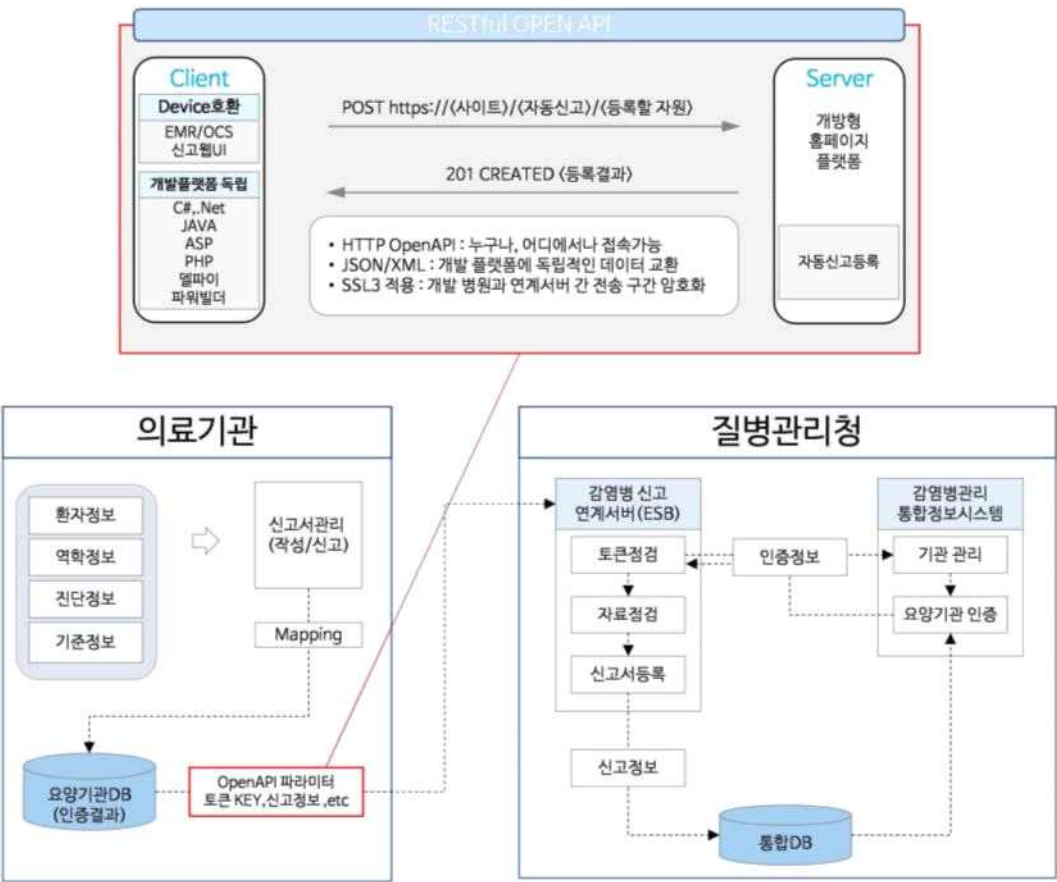 RESTful OPEN API
Client
Device호환
EMR/OCS
신고웹UI
개발플랫폼 독립
C#,.Net
JAVA
ASP
PHP
델파이
파워빌더
POST https://<사이트>/<자동신고>/<등록할 자원>
201 CREATED <등록결과>
• HTTP OpenAPI : 누구나, 어디에서나 접속가능
• JSON/XML : 개발 플랫폼에 독립적인 데이터 교환
• SSL3 적용 : 개발 병원과 연계서버 간 전송 구간 암호화
Server
개방형
홈페이지
플랫폼
자동신고등록
의료기관
환자정보
역학정보
진단정보
기준정보
신고서관리
(작성/신고)
Mapping
요양기관DB
(인증결과)
OpenAPI 파라미터
토큰 KEY,신고정보 ,etc
질병관리청
감염병 신고
연계서버(ESB)
토큰점검
자료점검
신고서등록
신고정보
인증정보
감염병관리
통합정보시스템
기관 관리
요양기관 인증
통합DB